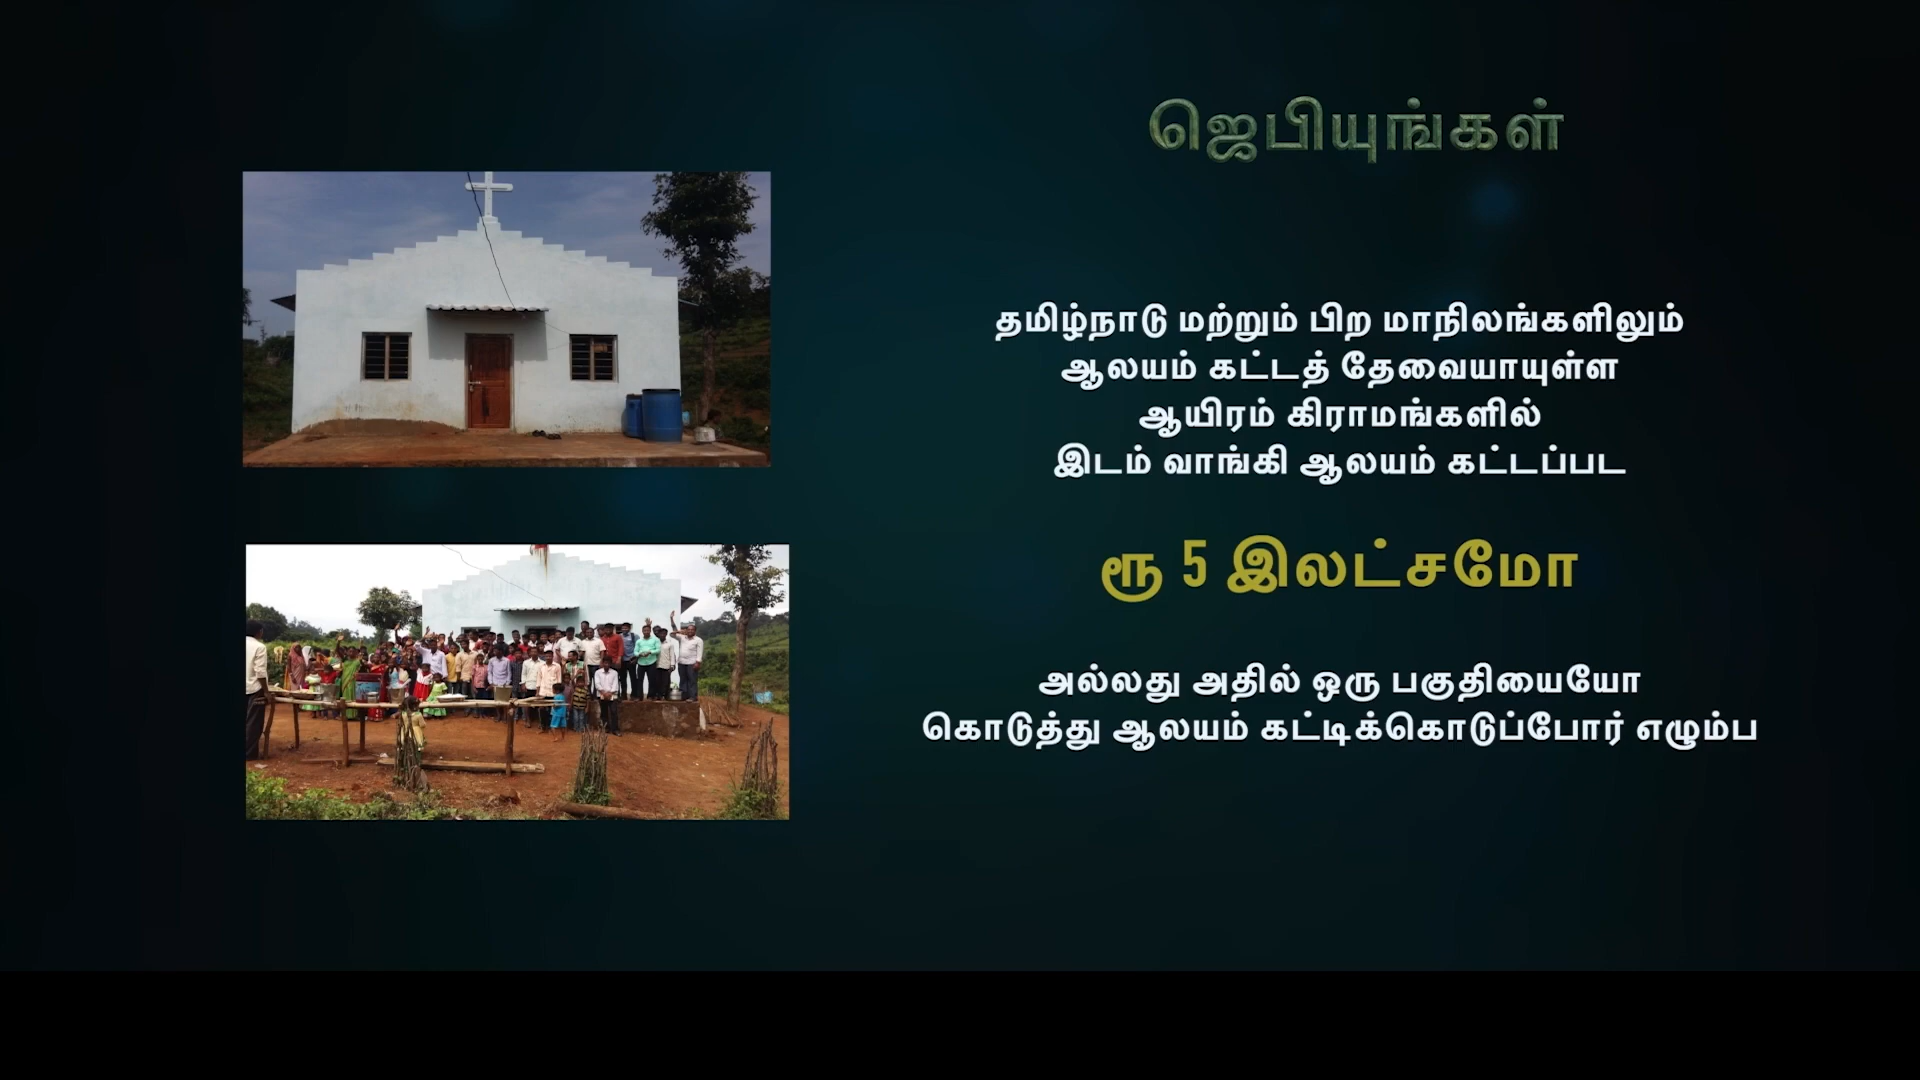 ஜெபியுங்கள்
தமிழ்நாடு மற்றும் பிற மாநிலங்களிலும்
ஆலயம் கட்டத் தேவையாயுள்ள
ஆயிரம் கிராமங்களில்
இடம் வாங்கி ஆலயம் கட்டப்பட
ரூ 5 இலட்சமோ
அல்லது அதில் ஒரு பகுதியையோ
கொடுத்து ஆலயம் கட்டிக்கொடுப்போர் எழும்ப